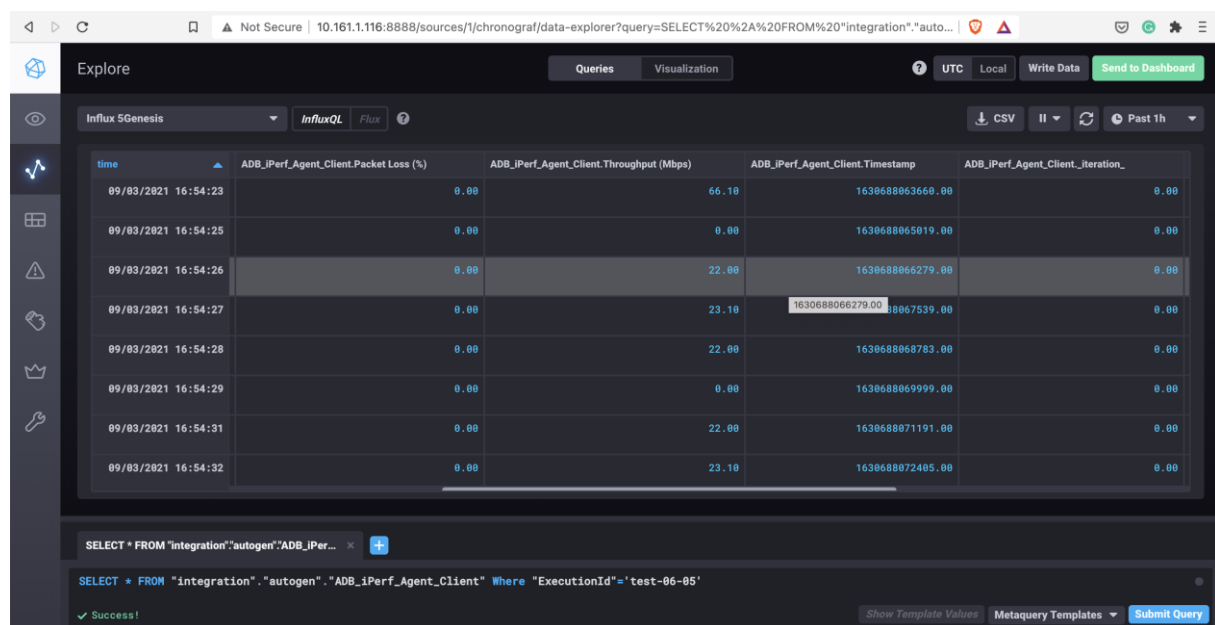 Not Secure | 10.161.1.116:8888/sources/1/chronograf/data-explorer?query=SELECT%20%2A%20FROM%20"integration"."auto...
Explore
Queries Visualization
UTC Local Write Data Send to Dashboard
Influx 5Genesis
InfluxQL Flux
CSV
Past 1h
time ADB_iPerf_Agent_Client.Packet Loss (%) ADB_iPerf_Agent_Client.Throughput (Mbps) ADB_iPerf_Agent_Client.Timestamp ADB_iPerf_Agent_Client._iteration_
09/03/2021 16:54:23 0.00 66.10 1630688063660.00 0.00
09/03/2021 16:54:25 0.00 0.00 1630688065019.00 0.00
09/03/2021 16:54:26 0.00 22.00 1630688066279.00 0.00
1630688066279.00
09/03/2021 16:54:27 0.00 23.10 88067539.00 0.00
09/03/2021 16:54:28 0.00 22.00 1630688068783.00 0.00
09/03/2021 16:54:29 0.00 0.00 1630688069999.00 0.00
09/03/2021 16:54:31 0.00 22.00 1630688071191.00 0.00
09/03/2021 16:54:32 0.00 23.10 1630688072405.00 0.00
SELECT * FROM "integration"."autogen"."ADB_iPer... × +
SELECT * FROM "integration"."autogen"."ADB_iPerf_Agent_Client" Where "ExecutionId"='test-06-05'
Success!
Show Template Values Metaquery Templates Submit Query